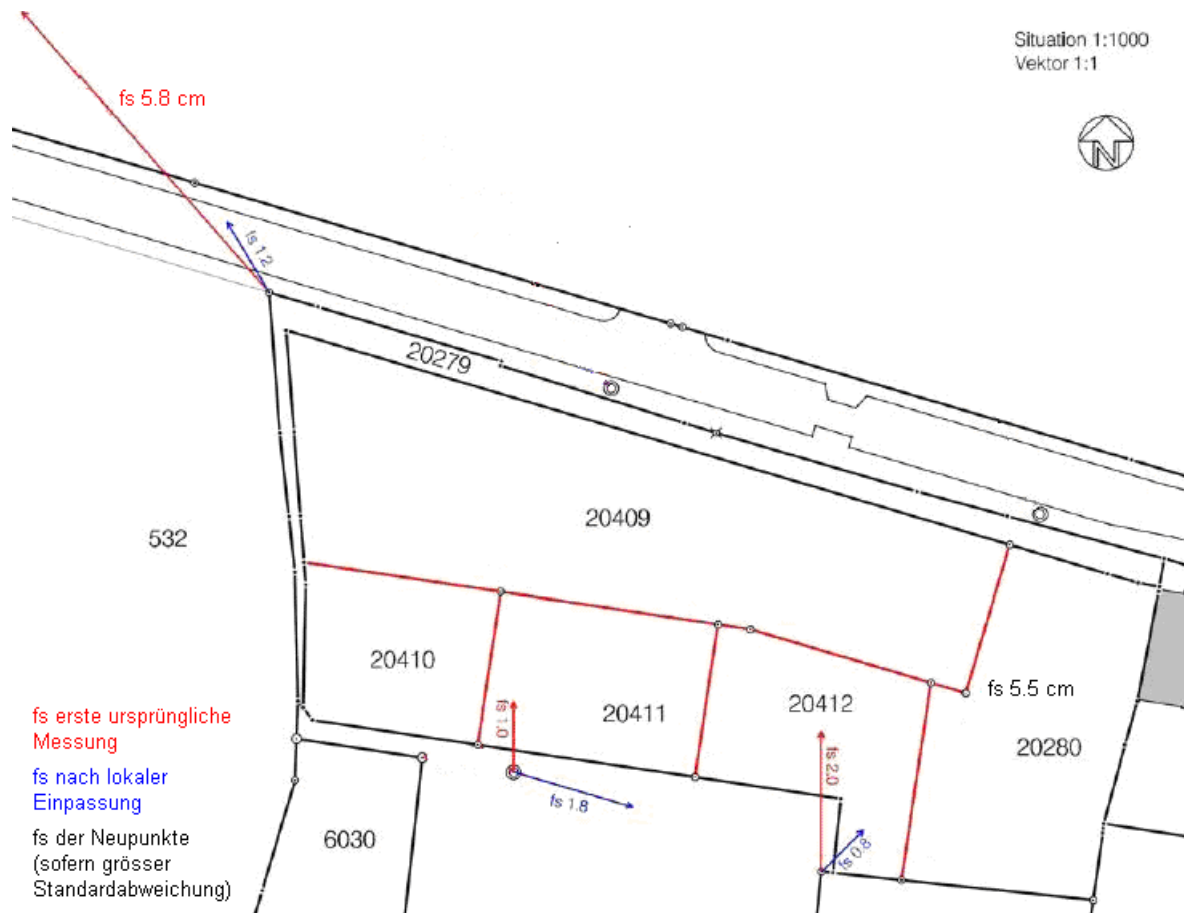 Situation 1:1000
Vektor 1:1
N
fs 5.8 cm
fs 1.2
20279
20409
532
20410
20411
20412
fs 5.5 cm
20280
fs 1.0
fs 1.8
fs 2.0
fs 0.8
6030
fs erste ursprüngliche
Messung
fs nach lokaler
Einpassung
fs der Neupunkte
(sofern grösser
Standardabweichung)